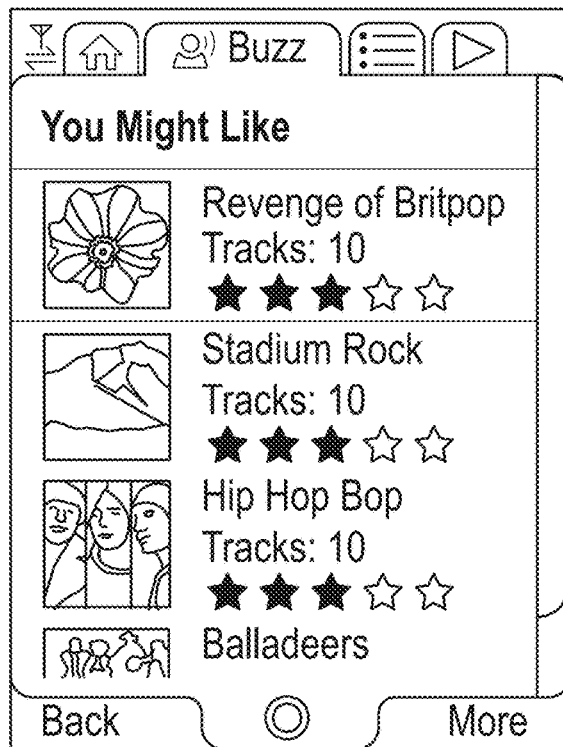 Buzz
You Might Like
Revenge of Britpop
Tracks: 10
Stadium Rock
Tracks: 10
Hip Hop Bop
Tracks: 10
Balladeers
Back
More